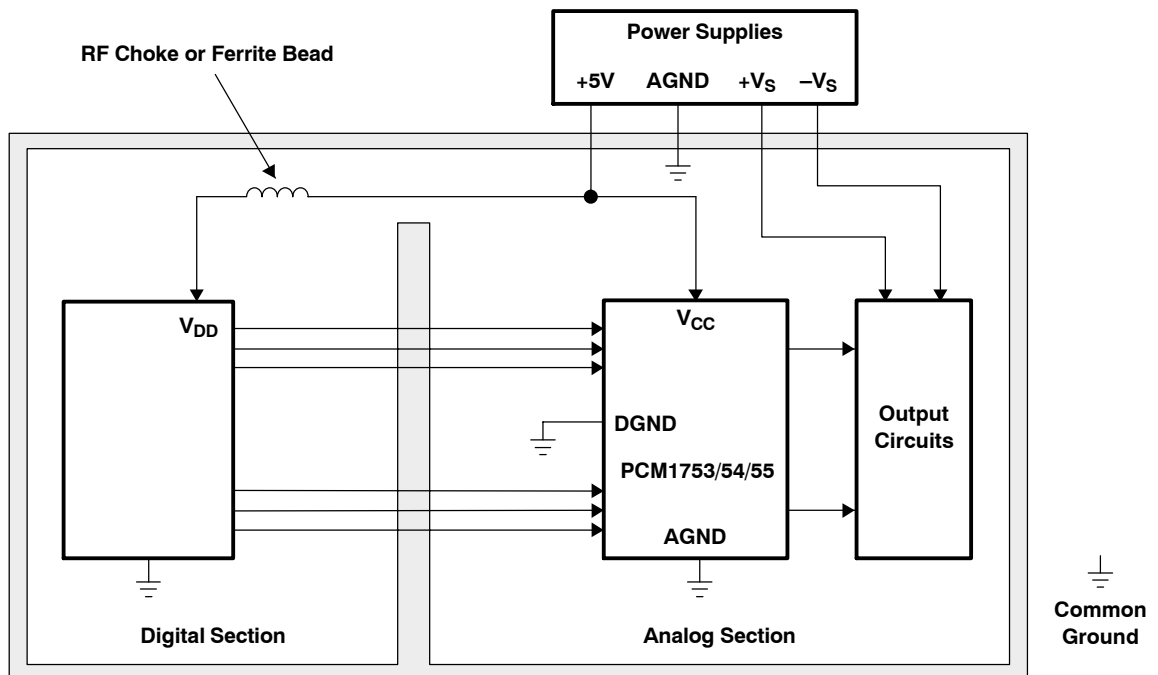 Power Supplies
RF Choke or Ferrite Bead
+5V AGND +VS –VS
VDD
VCC
DGND
Output
Circuits
PCM1753/54/55
AGND
Digital Section
Analog Section
Common
Ground